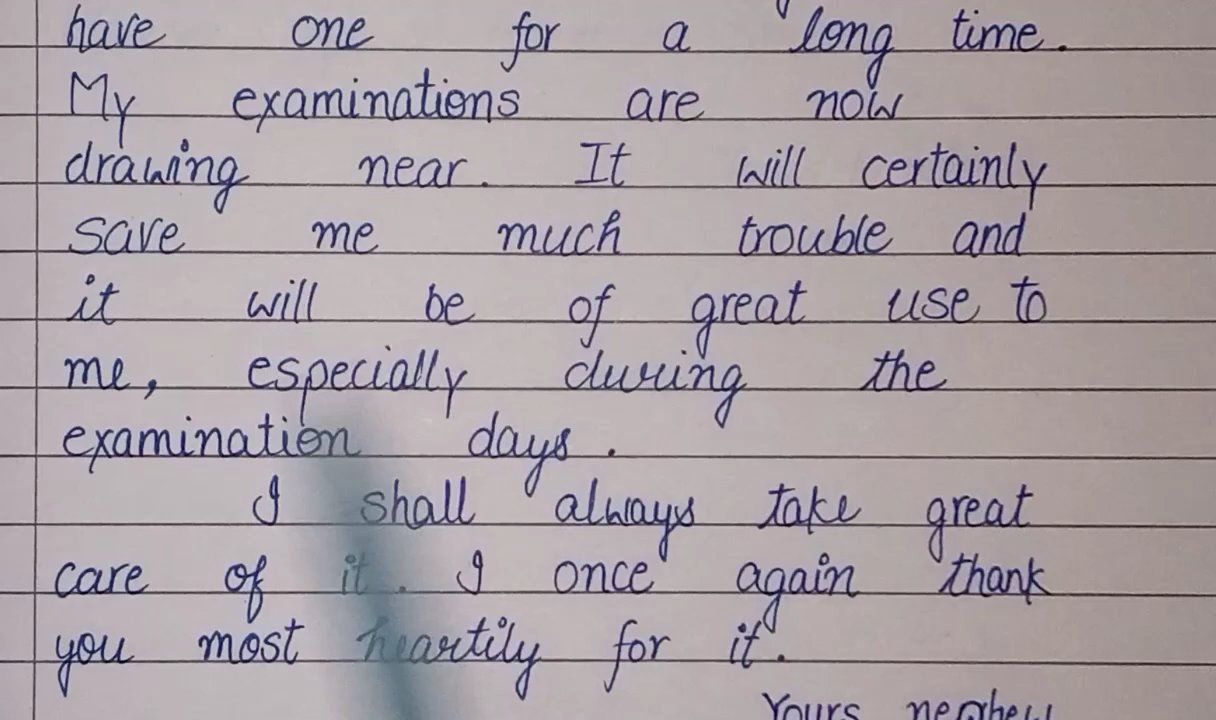 have one for a long time.
My examinations are now
drawing near. It will certainly
save me much trouble and
it will be of great use to
me, especially during the
examination days.
I shall always take great
care of it. I once again thank
you most heartily for it.
Yours nephew